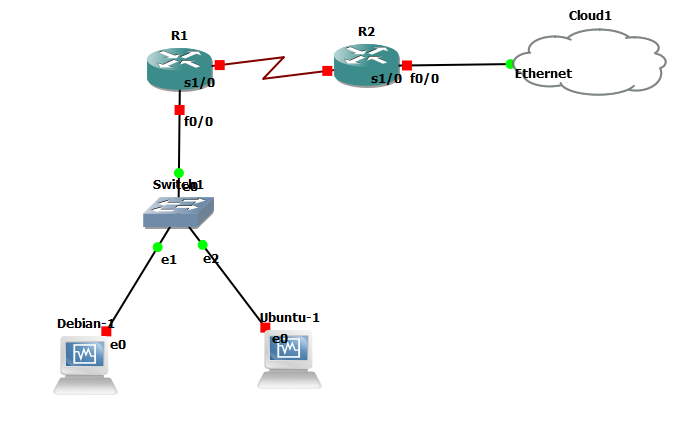 Cloud1
R1
R2
s1/0
s1/0
f0/0
Ethernet
f0/0
Switch1
e0
e1
e2
Debian-1
e0
Ubuntu-1
e0